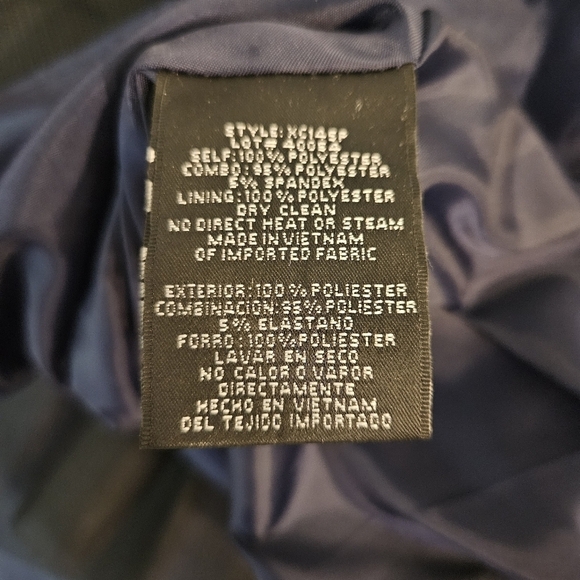 STYLE: XC145P
LOT# 40054
SELF: 100% POLYESTER
COMBO: 95% POLYESTER
5% SPANDEX
LINING: 100% POLYESTER
DRY CLEAN
NO DIRECT HEAT OR STEAM
MADE IN VIETNAM
OF IMPORTED FABRIC
EXTERIOR: 100% POLIESTER
COMBINACION: 95% POLIESTER
5% ELASTANO
FORRO: 100% POLIESTER
LAVAR EN SECO
NO CALOR O VAPOR
DIRECTAMENTE
HECHO EN VIETNAM
DEL TEJIDO IMPORTADO